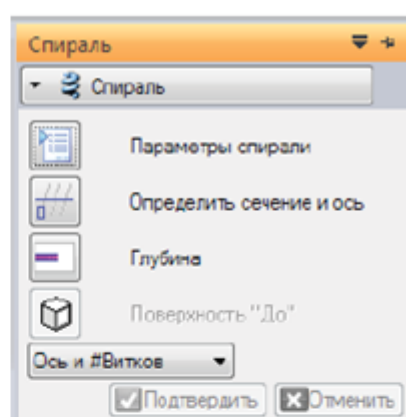 Спираль
Спираль
Параметры спирали
Определить сечение и ось
Глубина
Поверхность "До"
Ось и #Витков
Подтвердить Отменить